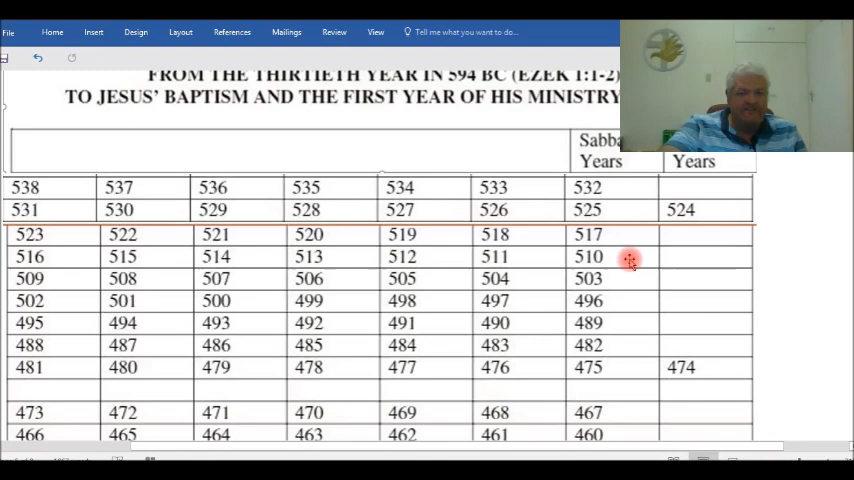 File Home Insert Design Layout References Mailings Review View Tell me what you want to do...
FROM THE THIRTIETH YEAR IN 594 BC (EZEK 1:1-2)
TO JESUS' BAPTISM AND THE FIRST YEAR OF HIS MINISTRY
Sabba
Years Years
538 537 536 535 534 533 532
531 530 529 528 527 526 525 524
523 522 521 520 519 518 517
516 515 514 513 512 511 510
509 508 507 506 505 504 503
502 501 500 499 498 497 496
495 494 493 492 491 490 489
488 487 486 485 484 483 482
481 480 479 478 477 476 475 474
473 472 471 470 469 468 467
466 465 464 463 462 461 460